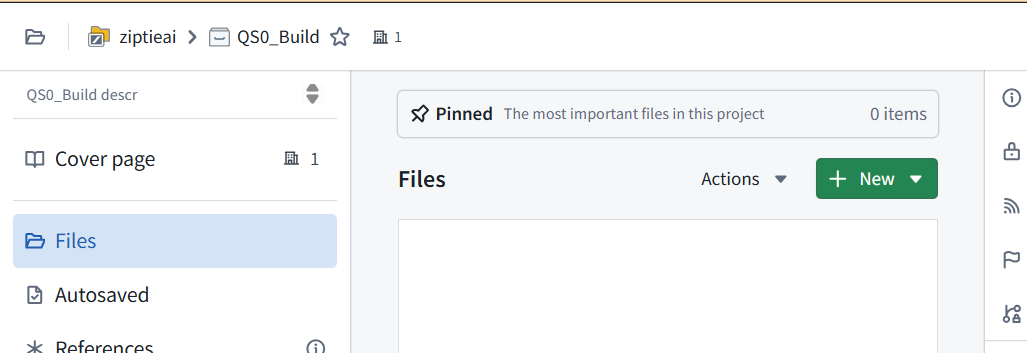 ziptieai > QS0_Build 1
QS0_Build descr
Cover page 1
Files
Autosaved
References
Pinned The most important files in this project 0 items
Files Actions + New